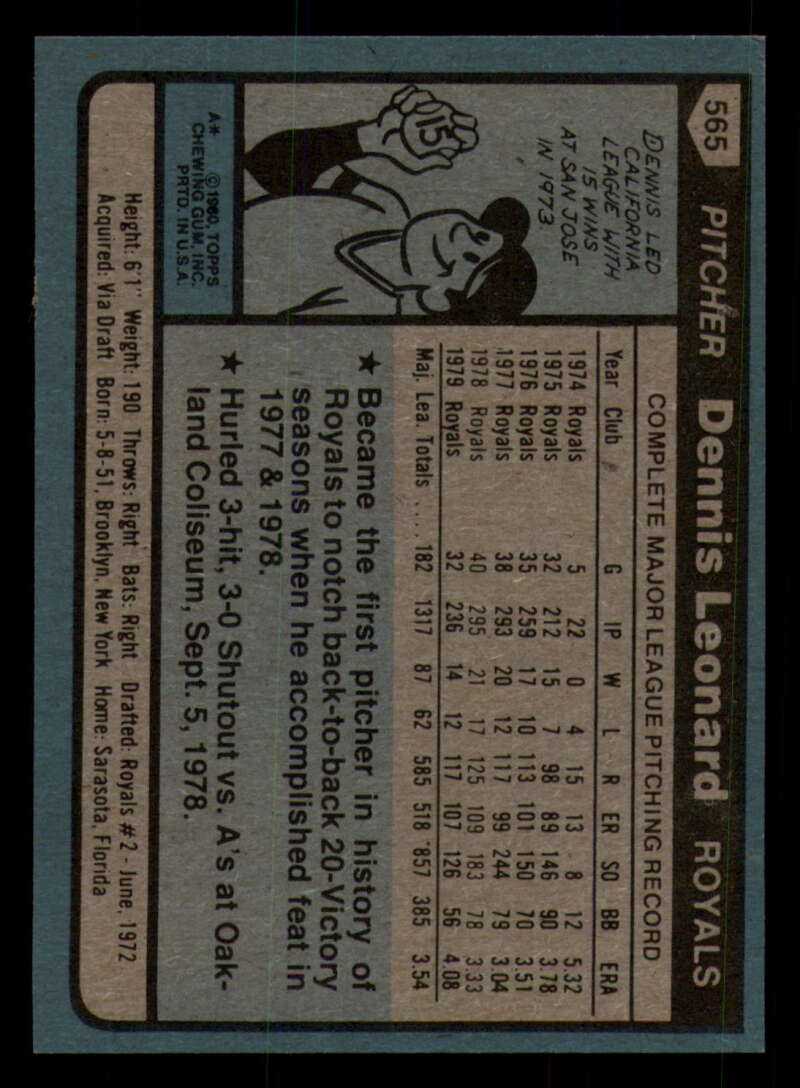 565
PITCHER Dennis Leonard ROYALS
DENNIS LED
CALIFORNIA
LEAGUE WITH
15 WINS
AT SAN JOSE
IN 1973
15
A* ©1980 TOPPS
CHEWING GUM, INC.
PRTD. IN U.S.A.
COMPLETE MAJOR LEAGUE PITCHING RECORD
Year Club G IP W L R ER SO BB ERA
1974 Royals 5 22 0 4 15 13 8 12 5.32
1975 Royals 32 212 15 7 98 89 146 90 3.78
1976 Royals 35 259 17 10 113 101 150 70 3.51
1977 Royals 38 293 20 12 117 99 244 79 3.04
1978 Royals 40 295 21 17 125 109 183 78 3.33
1979 Royals 32 236 14 12 117 107 126 56 4.08
Maj. Lea. Totals .... 182 1317 87 62 585 518 857 385 3.54
★ Became the first pitcher in history of
Royals to notch back-to-back 20-Victory
seasons when he accomplished feat in
1977 & 1978.
★ Hurled 3-hit, 3-0 Shutout vs. A's at Oak-
land Coliseum, Sept. 5, 1978.
Height: 6'1" Weight: 190 Throws: Right Bats: Right Drafted: Royals #2 - June, 1972
Acquired: Via Draft Born: 5-8-51, Brooklyn, New York Home: Sarasota, Florida